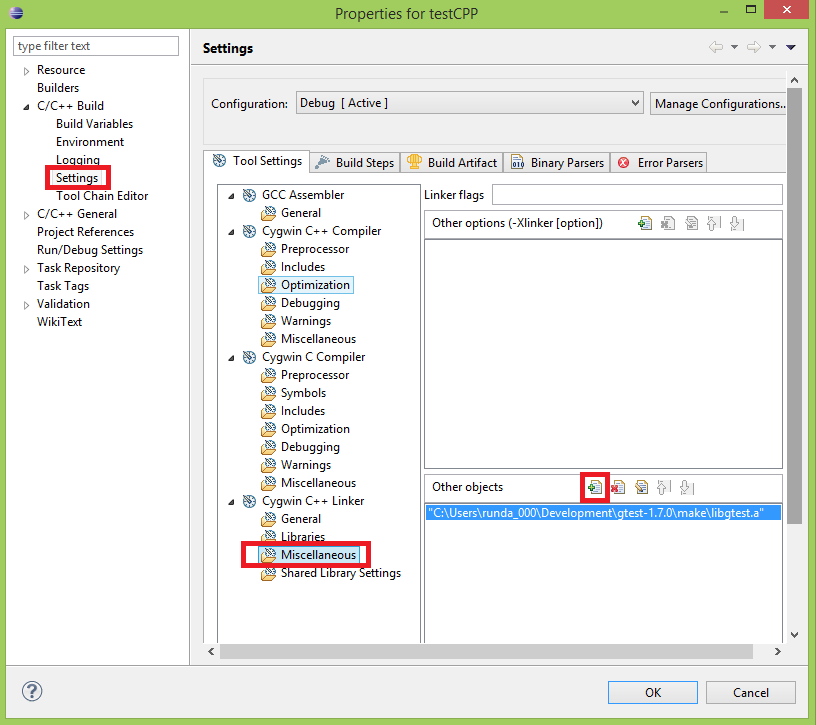 Properties for testCPP
type filter text
Resource
Builders
C/C++ Build
Build Variables
Environment
Logging
Settings
Tool Chain Editor
C/C++ General
Project References
Run/Debug Settings
Task Repository
Task Tags
Validation
WikiText
Settings
Configuration: Debug [ Active ] Manage Configurations..
Tool Settings Build Steps Build Artifact Binary Parsers Error Parsers
GCC Assembler
General
Cygwin C++ Compiler
Preprocessor
Includes
Optimization
Debugging
Warnings
Miscellaneous
Cygwin C Compiler
Preprocessor
Symbols
Includes
Optimization
Debugging
Warnings
Miscellaneous
Cygwin C++ Linker
General
Libraries
Miscellaneous
Shared Library Settings
Linker flags
Other options (-Xlinker [option])
Other objects
"C:\Users\runda_000\Development\gtest-1.7.0\make\libgtest.a"
OK Cancel